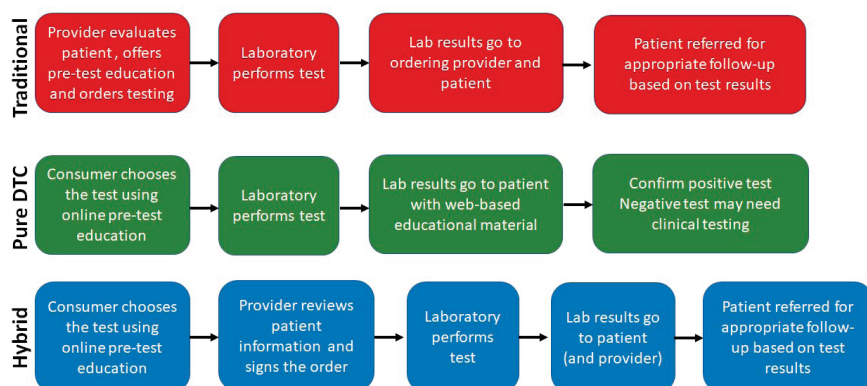 Traditional
Provider evaluates
patient , offers
pre-test education
and orders testing
Laboratory
performs test
Lab results go to
ordering provider and
patient
Patient referred for
appropriate follow-up
based on test results
Pure DTC
Consumer chooses
the test using
online pre-test
education
Laboratory
performs test
Lab results go to patient
with web-based
educational material
Confirm positive test
Negative test may need
clinical testing
Hybrid
Consumer chooses
the test using
online pre-test
education
Provider reviews
patient
information and
signs the order
Laboratory
performs
test
Lab results go
to patient
(and provider)
Patient referred for
appropriate follow-
up based on test
results